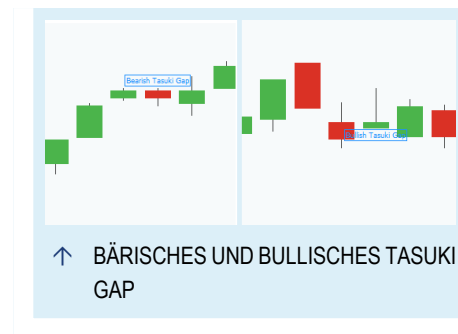 Bearish Tasuki Gap
Bullish Tasuki Gap
BÄRISCHES UND BULLISCHES TASUKI
GAP